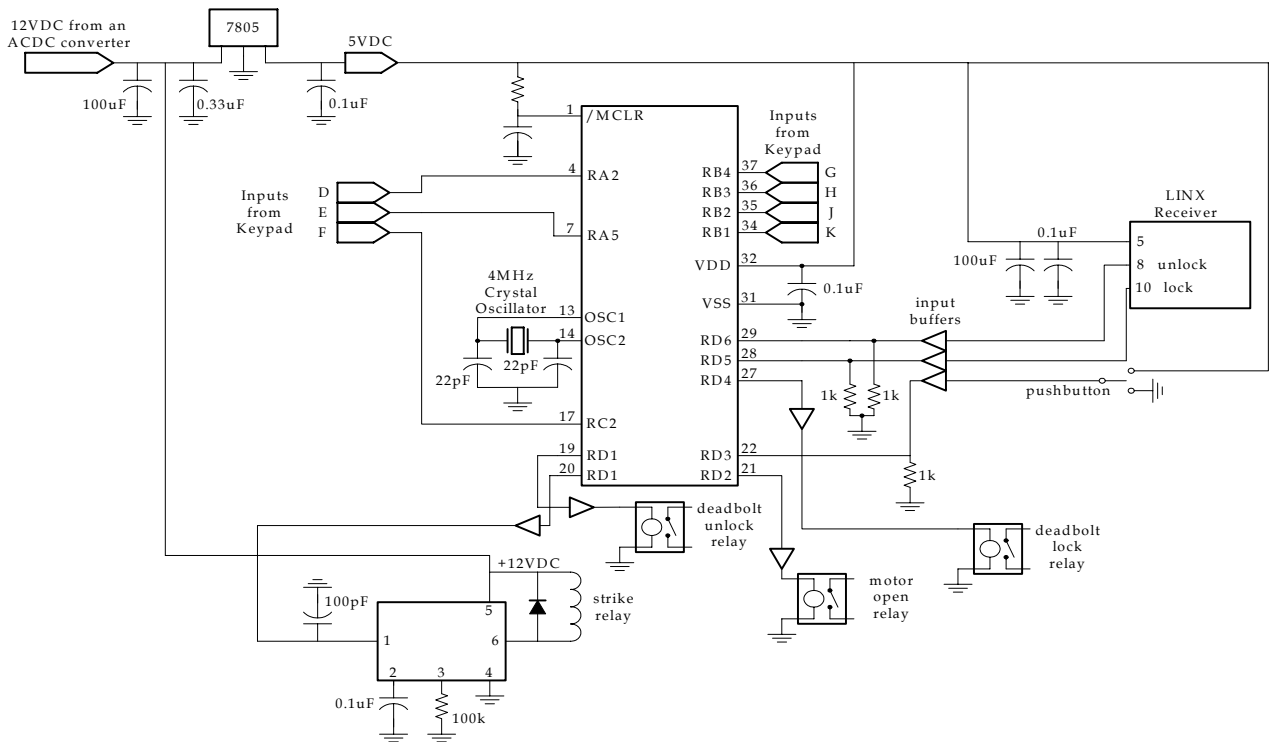 12VDC from an
ACDC converter
7805
5VDC
100uF
0.33uF
0.1uF
1
/MCLR
Inputs
from
Keypad
4
RA2
RB4
37
G
RB3
36
H
RB2
35
J
RB1
34
K
Inputs
from
Keypad
D
E
F
7
RA5
LINX
Receiver
VDD
32
0.1uF
5
100uF
8 unlock
10 lock
4MHz
Crystal
Oscillator
0.1uF
VSS
31
13
OSC1
14
OSC2
22pF
22pF
input
buffers
RD6
29
RD5
28
RD4
27
1k
1k
pushbutton
17
RC2
19
RD1
20
RD1
RD3
22
RD2
21
1k
deadbolt
unlock
relay
deadbolt
lock
relay
+12VDC
motor
open
relay
strike
relay
100pF
5
1
6
2
3
4
0.1uF
100k